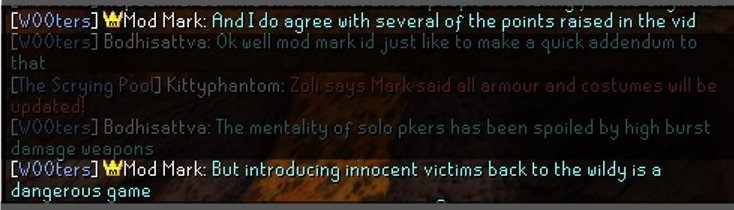 [W00ters] Mod Mark: And I do agree with several of the points raised in the vid
[W00ters] Bodhisattva: Ok well mod mark id just like to make a quick addendum to
that
[The Scrying Pool] Kittyphantom: Zoli says Mark said all armour and costumes will be
updated!
[W00ters] Bodhisattva: The mentality of solo pkers has been spoiled by high burst
damage weapons
[W00ters] Mod Mark: But introducing innocent victims back to the wildy is a
dangerous game